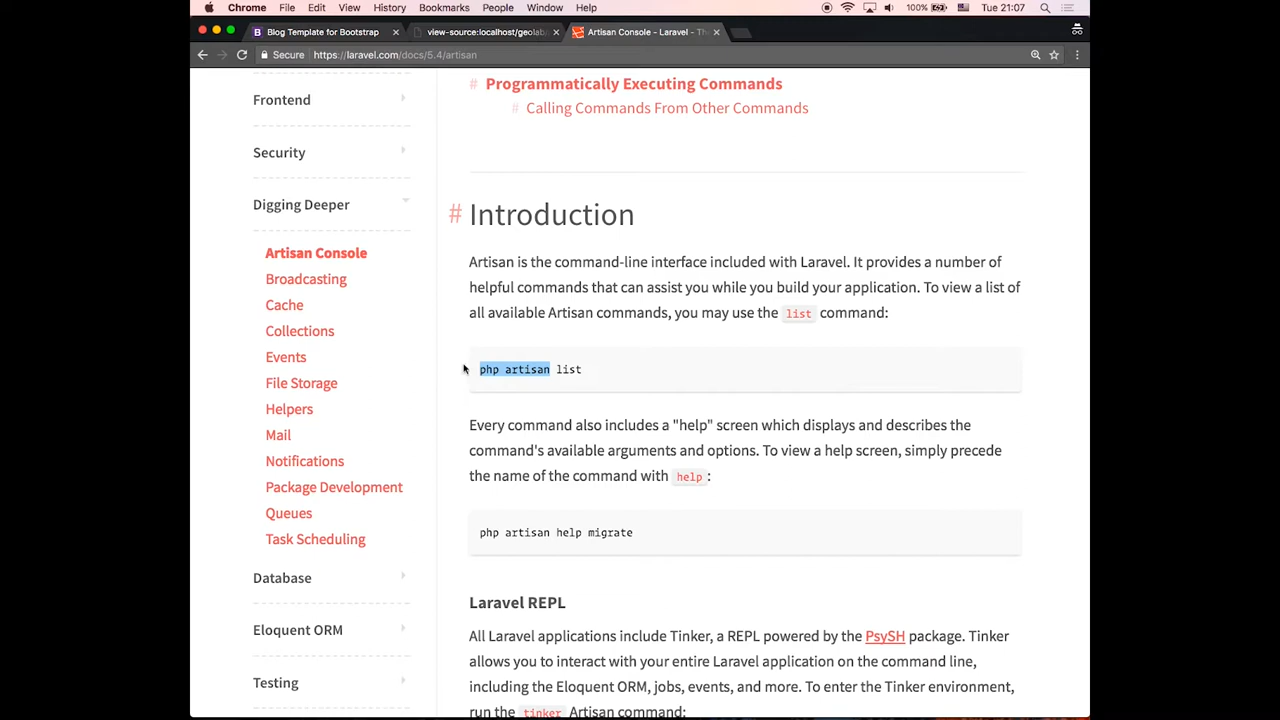 Chrome File Edit View History Bookmarks People Window Help 100% Tue 21:07
Blog Template for Bootstrap view-source:localhost/geolab Artisan Console - Laravel - The
Secure https://laravel.com/docs/5.4/artisan
Frontend
Security
Digging Deeper
Artisan Console
Broadcasting
Cache
Collections
Events
File Storage
Helpers
Mail
Notifications
Package Development
Queues
Task Scheduling
Database
Eloquent ORM
Testing
# Programmatically Executing Commands
# Calling Commands From Other Commands
# Introduction
Artisan is the command-line interface included with Laravel. It provides a number of
helpful commands that can assist you while you build your application. To view a list of
all available Artisan commands, you may use the list command:
php artisan list
Every command also includes a "help" screen which displays and describes the
command's available arguments and options. To view a help screen, simply precede
the name of the command with help :
php artisan help migrate
Laravel REPL
All Laravel applications include Tinker, a REPL powered by the PsySH package. Tinker
allows you to interact with your entire Laravel application on the command line,
including the Eloquent ORM, jobs, events, and more. To enter the Tinker environment,
run the tinker Artisan command: